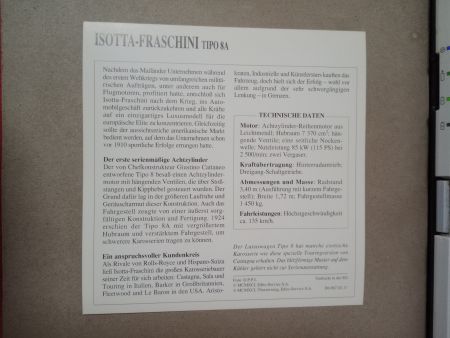 ISOTTA-FRASCHINI TIPO 8A
Nachdem das Mailänder Unternehmen während
des ersten Weltkriegs von umfangreichen militä-
rischen Aufträgen, unter anderem auch für
Flugmotoren, profitiert hatte, entschloß sich
Isotta-Fraschini nach dem Krieg, ins Auto-
mobilgeschäft zurückzukehren und alle Kräfte
auf ein einzigartiges Luxusmodell für die
europäische Elite zu konzentrieren. Gleichzeitig
sollte der aussichtsreiche amerikanische Markt
bedient werden, auf dem das Unternehmen schon
vor 1910 sportliche Erfolge errungen hatte.
Der erste serienmäßige Achtzylinder
Der von Chefkonstrukteur Giustino Cattaneo
entworfene Tipo 8 besaß einen Achtzylinder-
motor mit hängenden Ventilen, die über Stoß-
stangen und Kipphebel gesteuert wurden. Der
Grund dafür lag in der größeren Laufruhe und
Geräuscharmut dieser Konstruktion. Auch das
Fahrgestell zeugte von einer äußerst sorg-
fältigen Konstruktion und Fertigung. 1924
erschien der Tipo 8A mit vergrößertem
Hubraum und verstärktem Fahrgestell, um
schwerere Karosserien tragen zu können.
Ein anspruchsvoller Kundenkreis
Als Rivale von Rolls-Royce und Hispano-Suiza
ließ Isotta-Fraschini die großen Karosseriebauer
seiner Zeit für sich arbeiten: Castagna, Sala und
Touring in Italien, Barker in Großbritannien,
Fleetwood und Le Baron in den USA. Aristo-
kraten, Industrielle und Künstlerstars kauften das
Fahrzeug, doch hielt sich der Erfolg – wohl vor
allem aufgrund der sehr schwergängigen
Lenkung – in Grenzen.
TECHNISCHE DATEN
Motor: Achtzylinder-Reihenmotor aus
Leichtmetall; Hubraum 7 370 cm³; hän-
gende Ventile; eine seitliche Nocken-
welle; Nutzleistung 85 kW (115 PS) bei
2 500/min; zwei Vergaser.
Kraftübertragung: Hinterradantrieb;
Dreigang-Schaltgetriebe.
Abmessungen und Masse: Radstand
3,40 m (Ausführung mit kurzem Fahrge-
stell); Breite 1,72 m; Fahrgestellmasse
1 450 kg.
Fahrleistungen: Höchstgeschwindigkeit
ca. 135 km/h.
Der Luxuswagen Tipo 8 hat manche exotische
Karosserie wie diese spezielle Tourenversion von
Castagna erhalten. Das Muster auf dem
Kühler gehört nicht zur Serienausstattung.